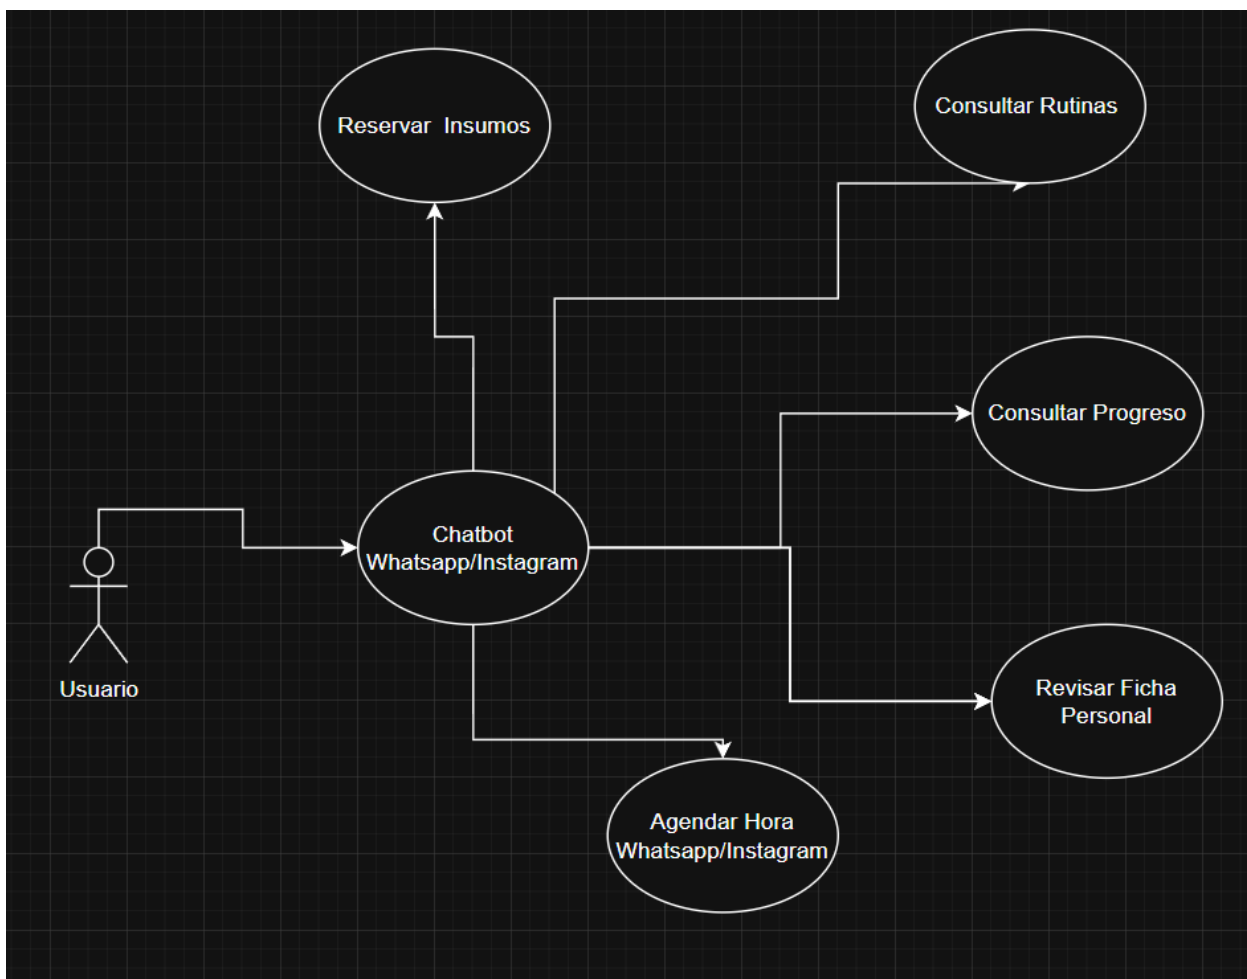 Consultar Rutinas
Reservar Insumos
Consultar Progreso
Chatbot
Whatsapp/Instagram
Usuario
Revisar Ficha
Personal
Agendar Hora
Whatsapp/Instagram